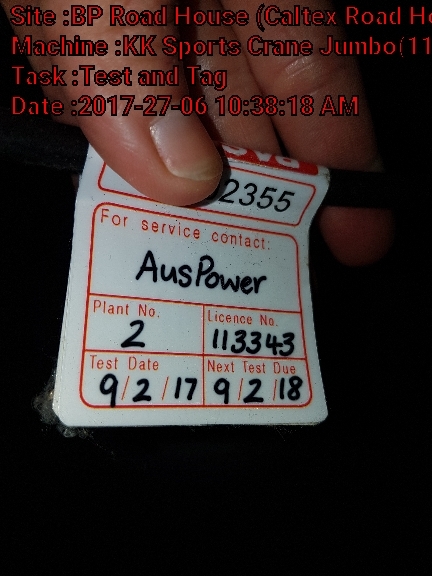 Site :BP Road House (Caltex Road Ho
Machine :KK Sports Crane Jumbo(11
Task :Test and Tag
Date :2017-27-06 10:38:18 AM
2355
For service contact:
AusPower
Plant No. Licence No.
2 113343
Test Date Next Test Due
9/2/17 9/2/18